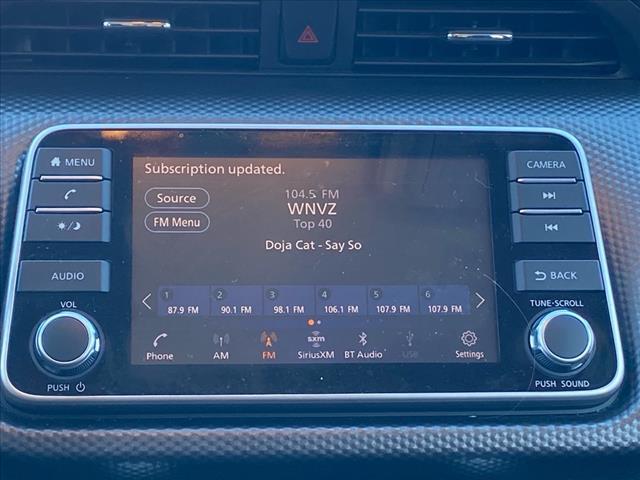 MENU
CAMERA
AUDIO
BACK
VOL
PUSH
TUNE-SCROLL
PUSH SOUND
Subscription updated.
Source
FM Menu
104.5 FM
WNVZ
Top 40
Doja Cat - Say So
1 2 3 4 5 6
87.9 FM 90.1 FM 98.1 FM 106.1 FM 107.9 FM 107.9 FM
sxm
Phone AM FM SiriusXM BT Audio USB Settings